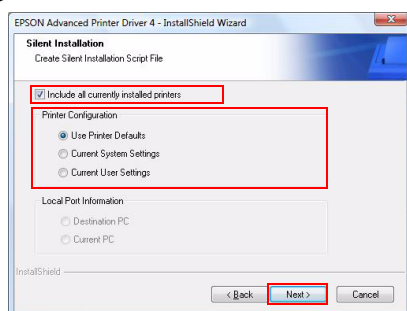 EPSON Advanced Printer Driver 4 - InstallShield Wizard
Silent Installation
Create Silent Installation Script File
Include all currently installed printers
Printer Configuration
Use Printer Defaults
Current System Settings
Current User Settings
Local Port Information
Destination PC
Current PC
InstallShield
< Back Next > Cancel